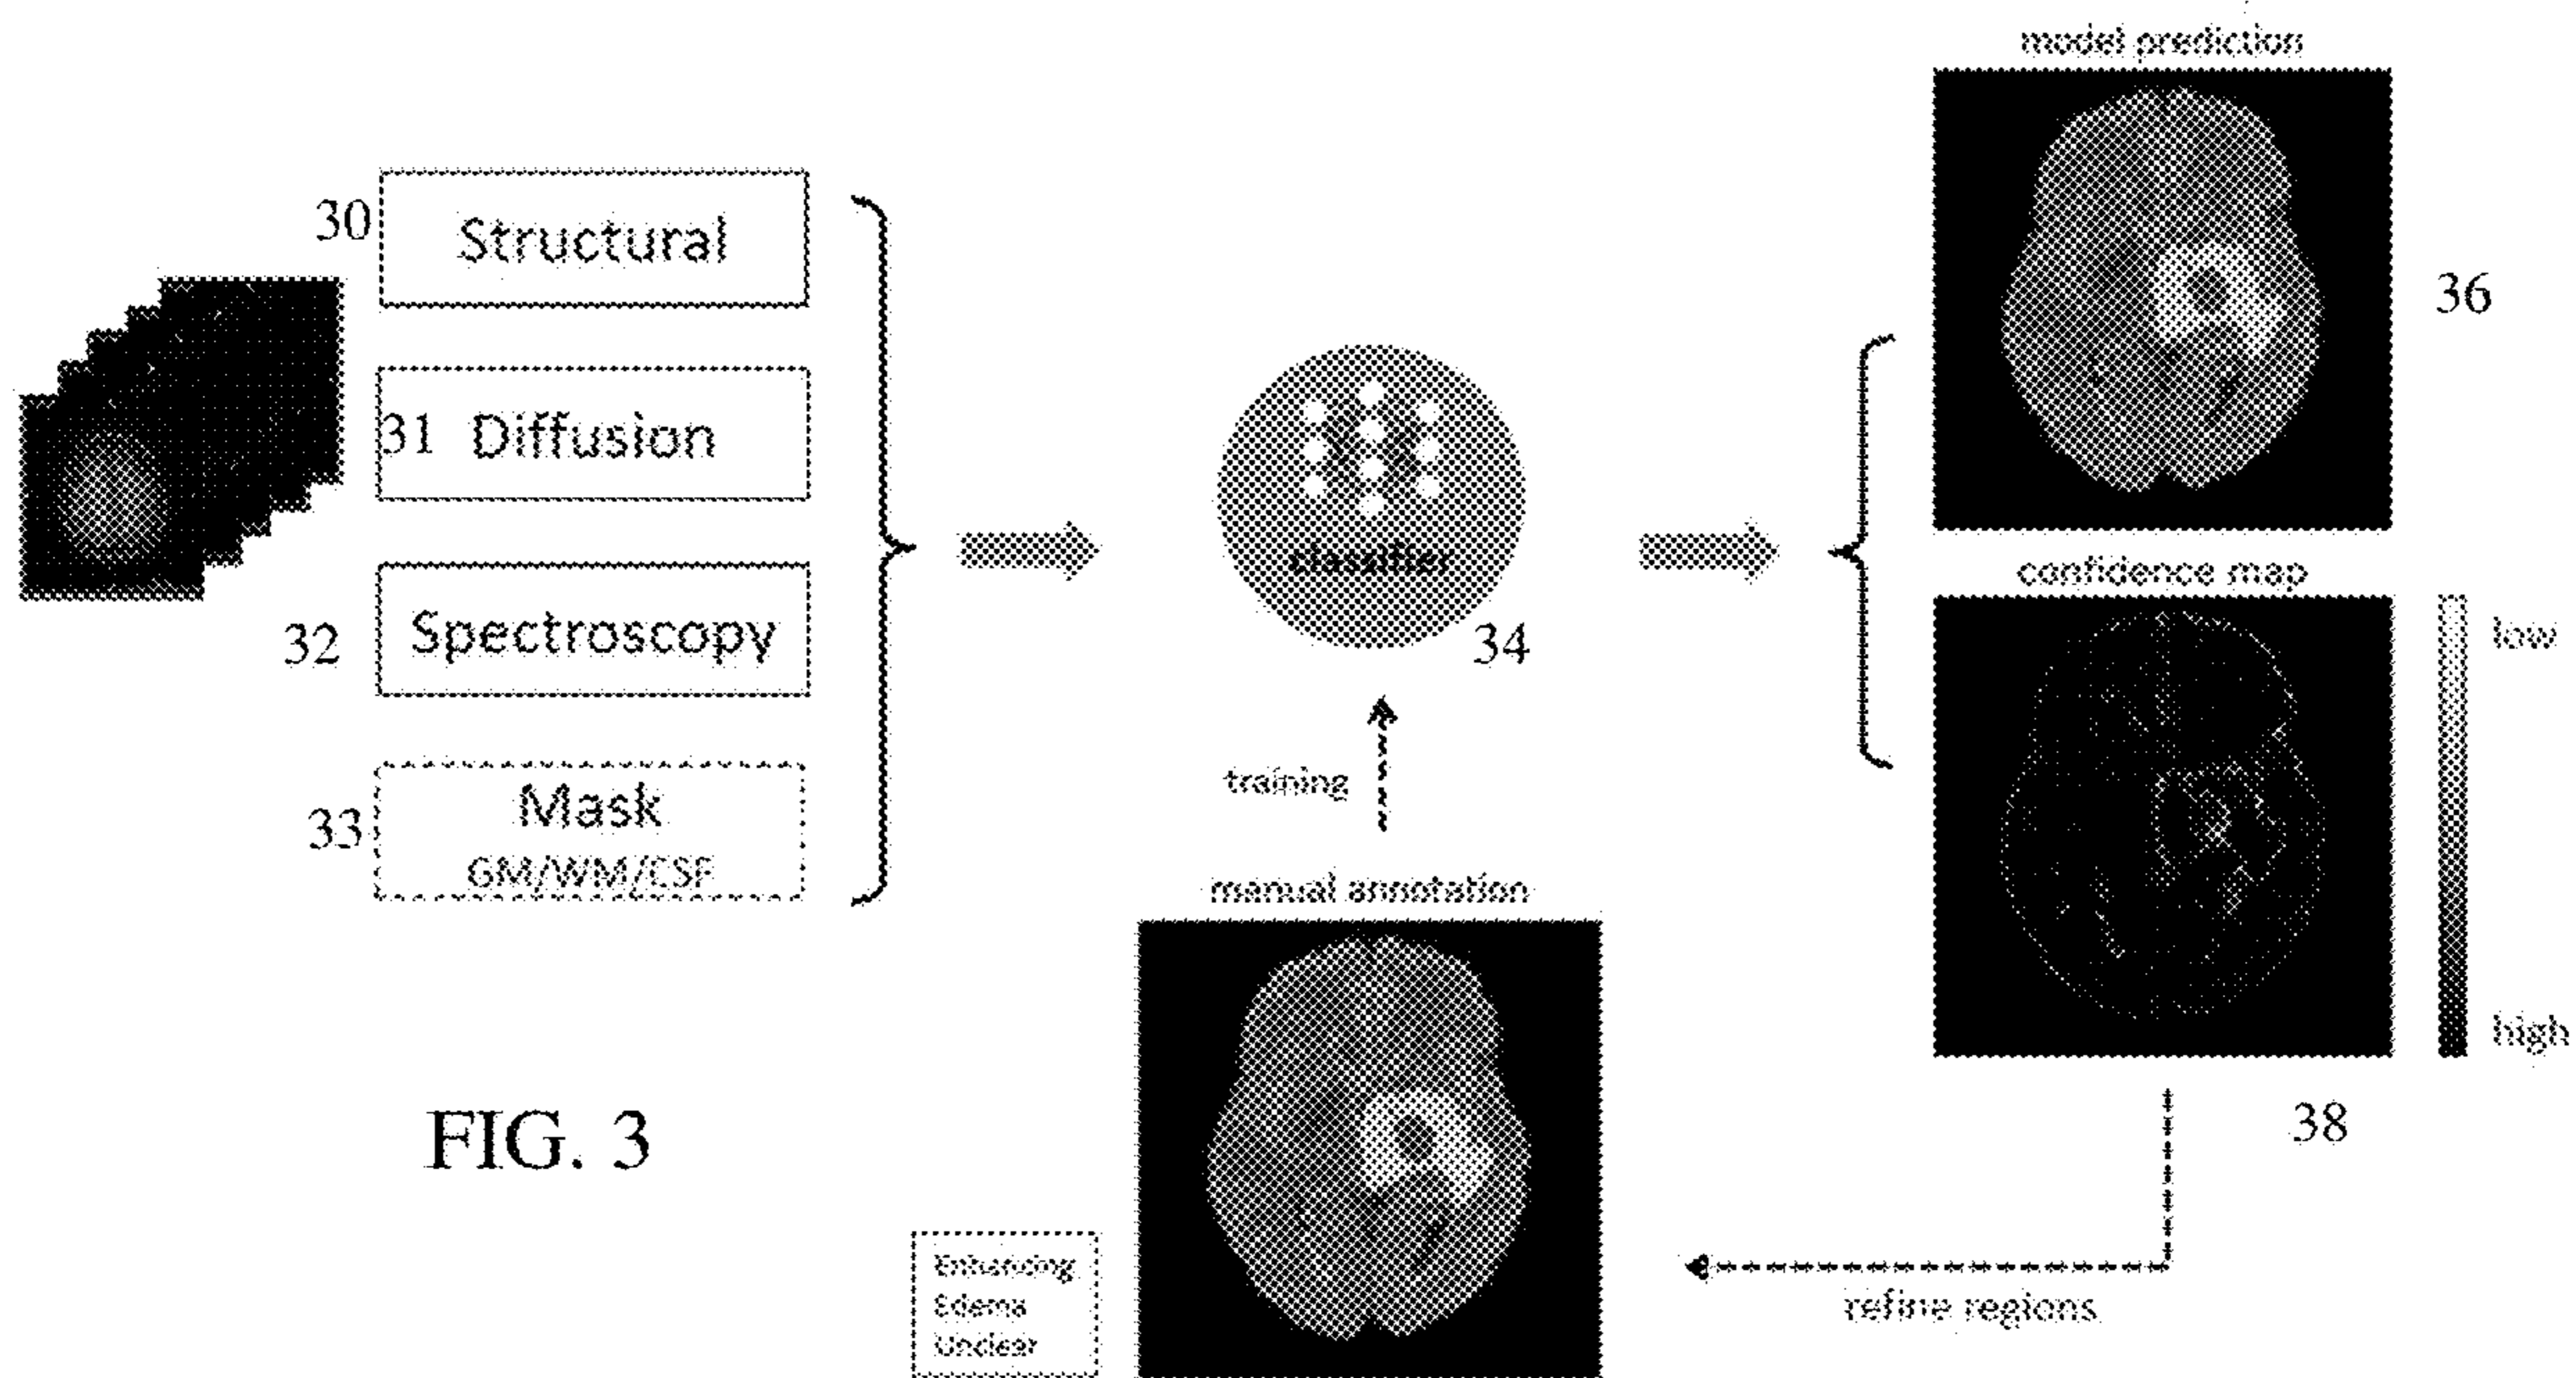 30
Structural
31
Diffusion
32
Spectroscopy
33
Mask
GM/WM/CSF
classifier
34
training
manual annotation
Enhancing
Edema
Unclear
model prediction
36
confidence map
low
high
38
refine regions
FIG. 3